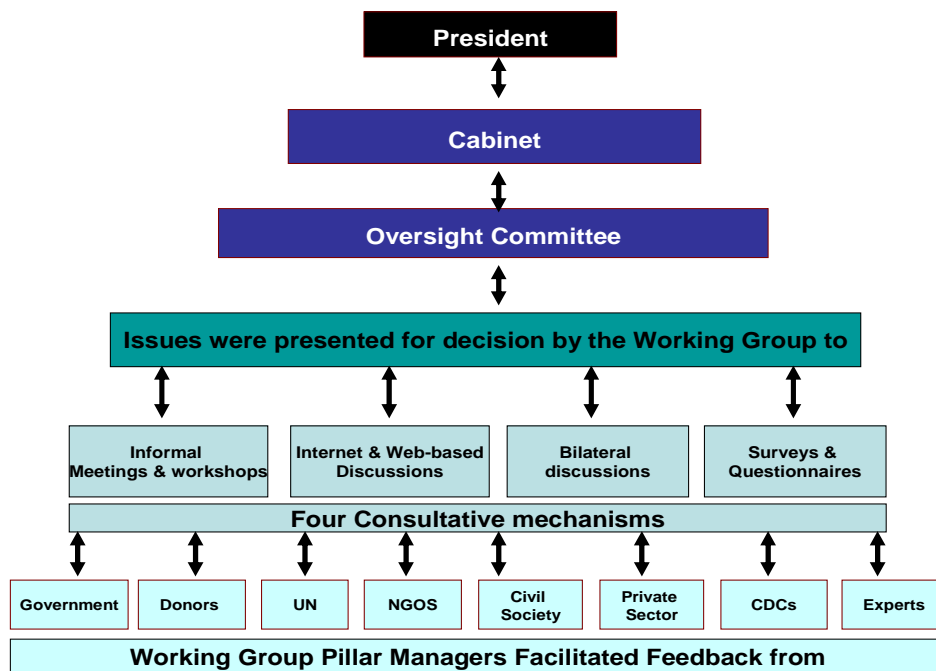 President
Cabinet
Oversight Committee
Issues were presented for decision by the Working Group to
Informal
Meetings & workshops
Internet & Web-based
Discussions
Bilateral
discussions
Surveys &
Questionnaires
Four Consultative mechanisms
Government
Donors
UN
NGOS
Civil
Society
Private
Sector
CDCs
Experts
Working Group Pillar Managers Facilitated Feedback from